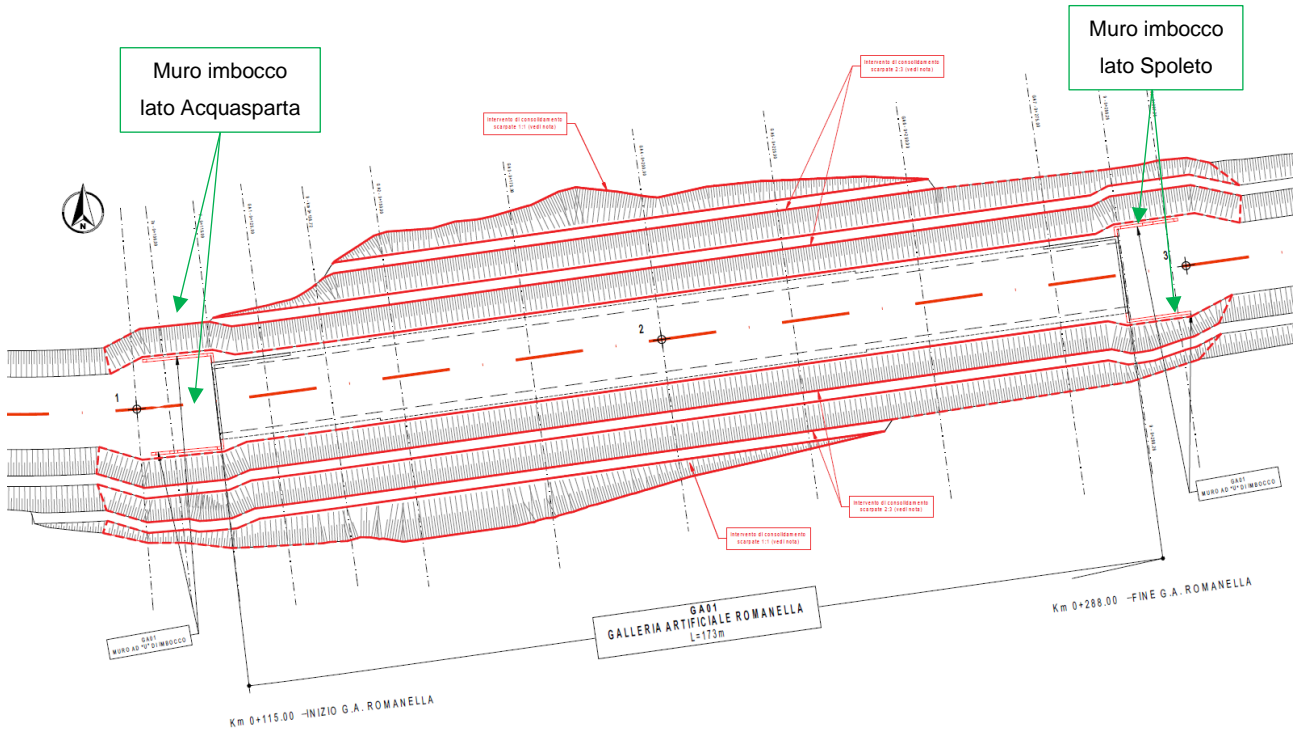 Muro imbocco
lato Acquasparta
Muro imbocco
lato Spoleto
Intervento di consolidamento
scarpate 2:3 (vedi nota)
Intervento di consolidamento
scarpate 1:1 (vedi nota)
N
1
2
3
Intervento di consolidamento
scarpate 2:3 (vedi nota)
Intervento di consolidamento
scarpate 1:1 (vedi nota)
GA01
MURO AD "U" DI IMBOCCO
GA01
MURO AD "U" DI IMBOCCO
GA01
GALLERIA ARTIFICIALE ROMANELLA
L=173m
Km 0+288.00 -FINE G.A. ROMANELLA
Km 0+115.00 -INIZIO G.A. ROMANELLA